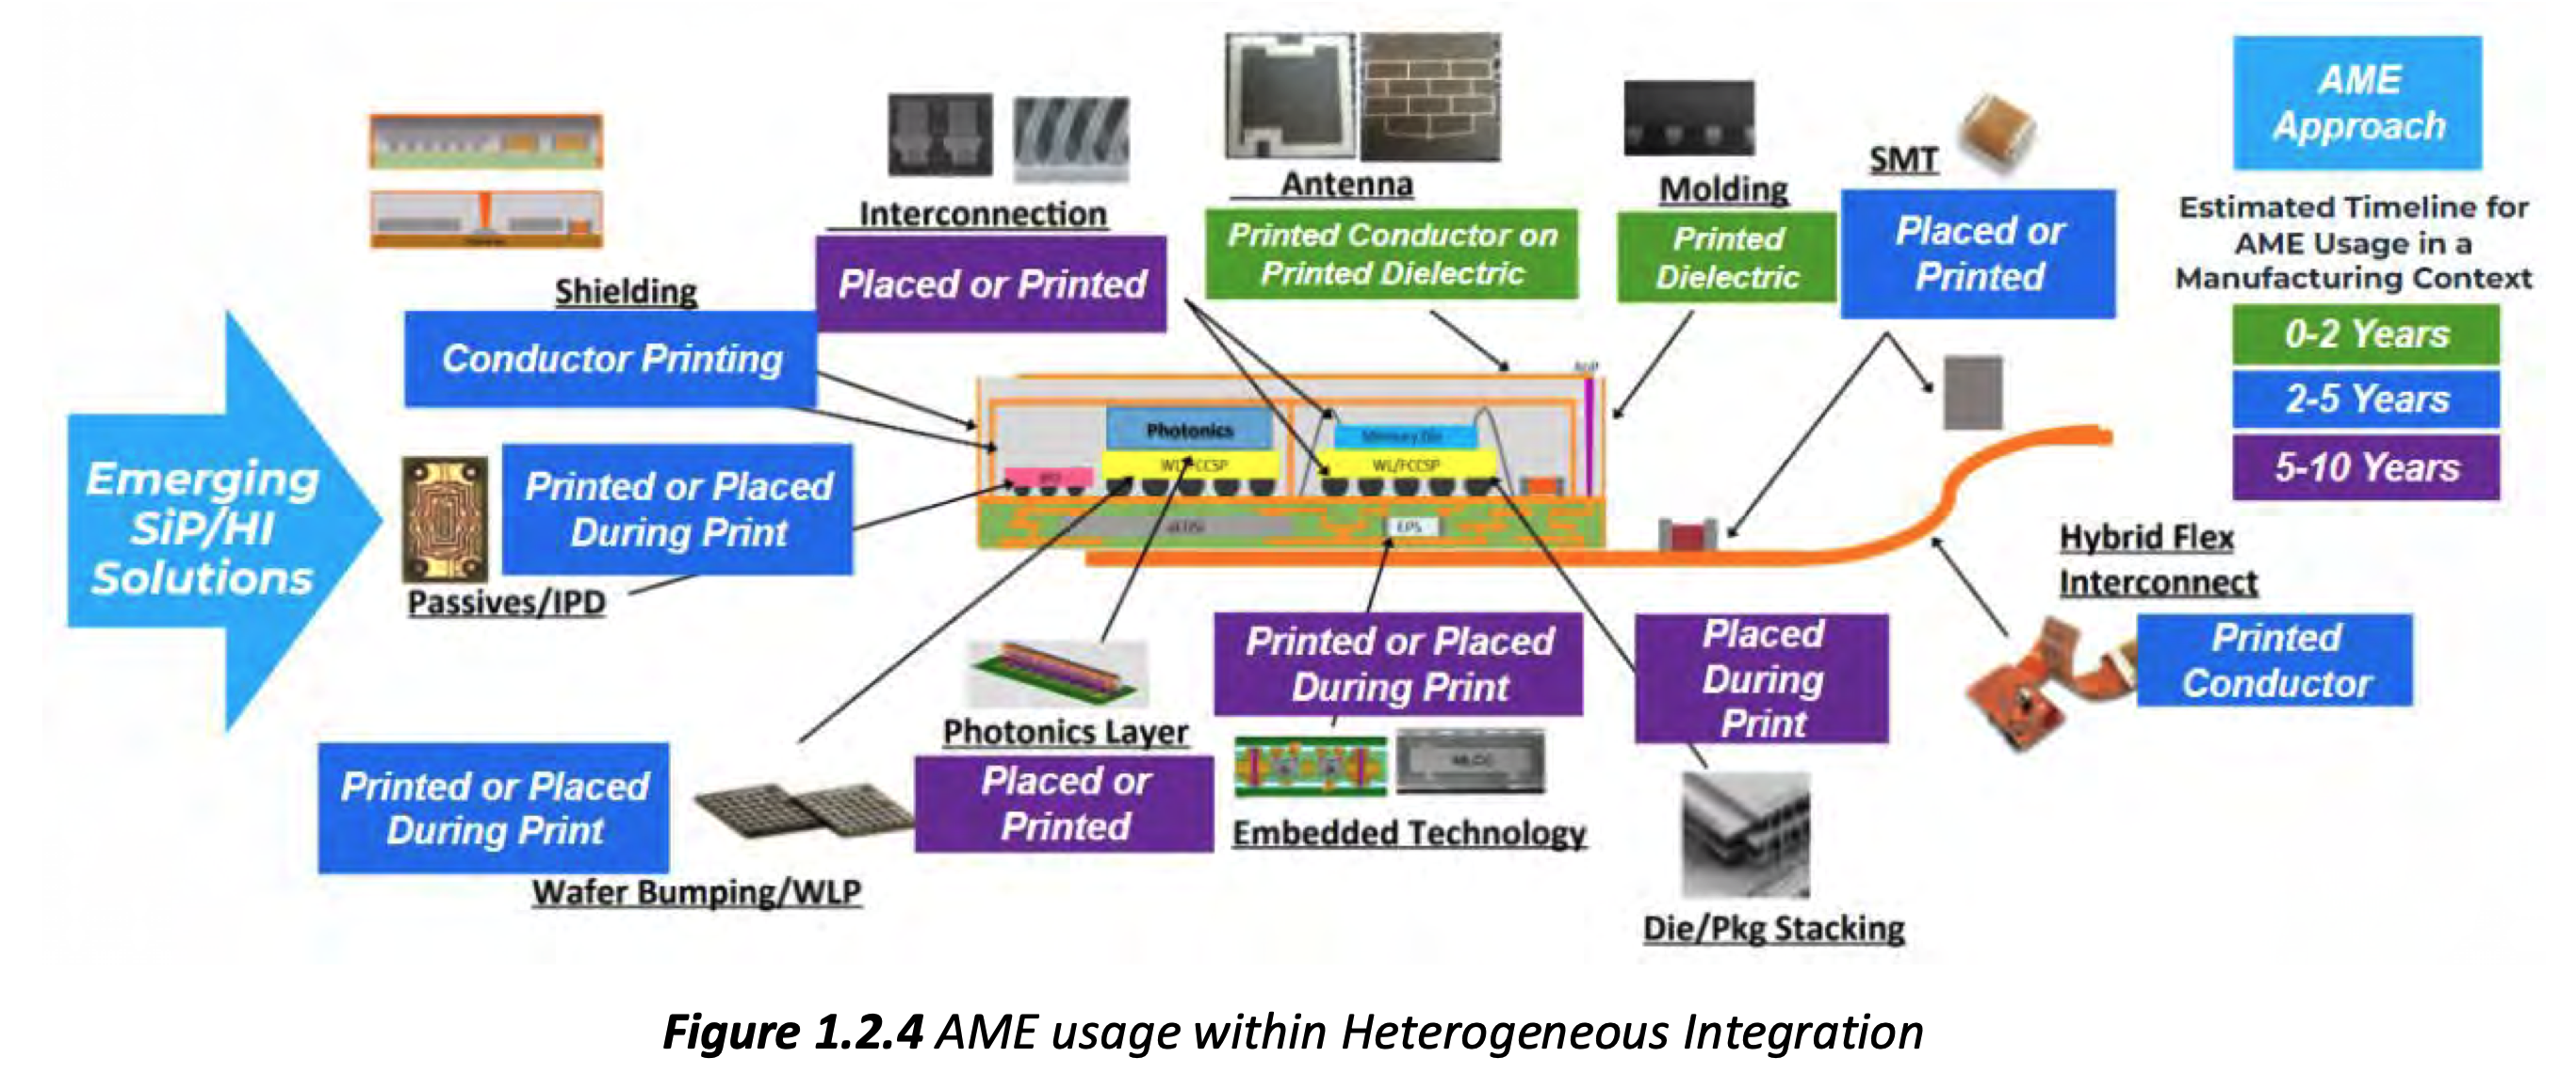 AME
Approach
Estimated Timeline for
AME Usage in a
Manufacturing Context
0-2 Years
2-5 Years
5-10 Years
Emerging
SiP/HI
Solutions
Shielding
Conductor Printing
Interconnection
Placed or Printed
Antenna
Printed Conductor on
Printed Dielectric
Molding
Printed
Dielectric
SMT
Placed or
Printed
Photonics
WL/FCCSP
Memory Die
WL/FCCSP
EPS
Printed or Placed
During Print
Passives/IPD
Printed or Placed
During Print
Wafer Bumping/WLP
Photonics Layer
Placed or
Printed
Printed or Placed
During Print
MLCC
Embedded Technology
Placed
During
Print
Die/Pkg Stacking
Hybrid Flex
Interconnect
Printed
Conductor
Figure 1.2.4 AME usage within Heterogeneous Integration